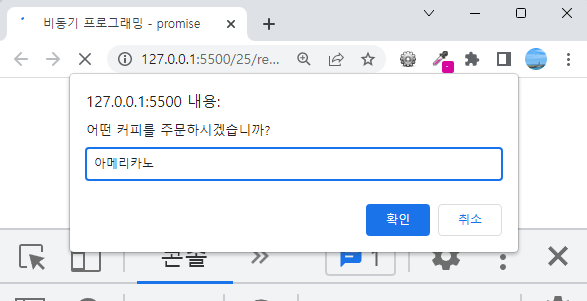 비동기 프로그래밍 - promise
127.0.0.1:5500/25/re...
127.0.0.1:5500 내용:
어떤 커피를 주문하시겠습니까?
아메리카노
확인
취소
콘솔
1